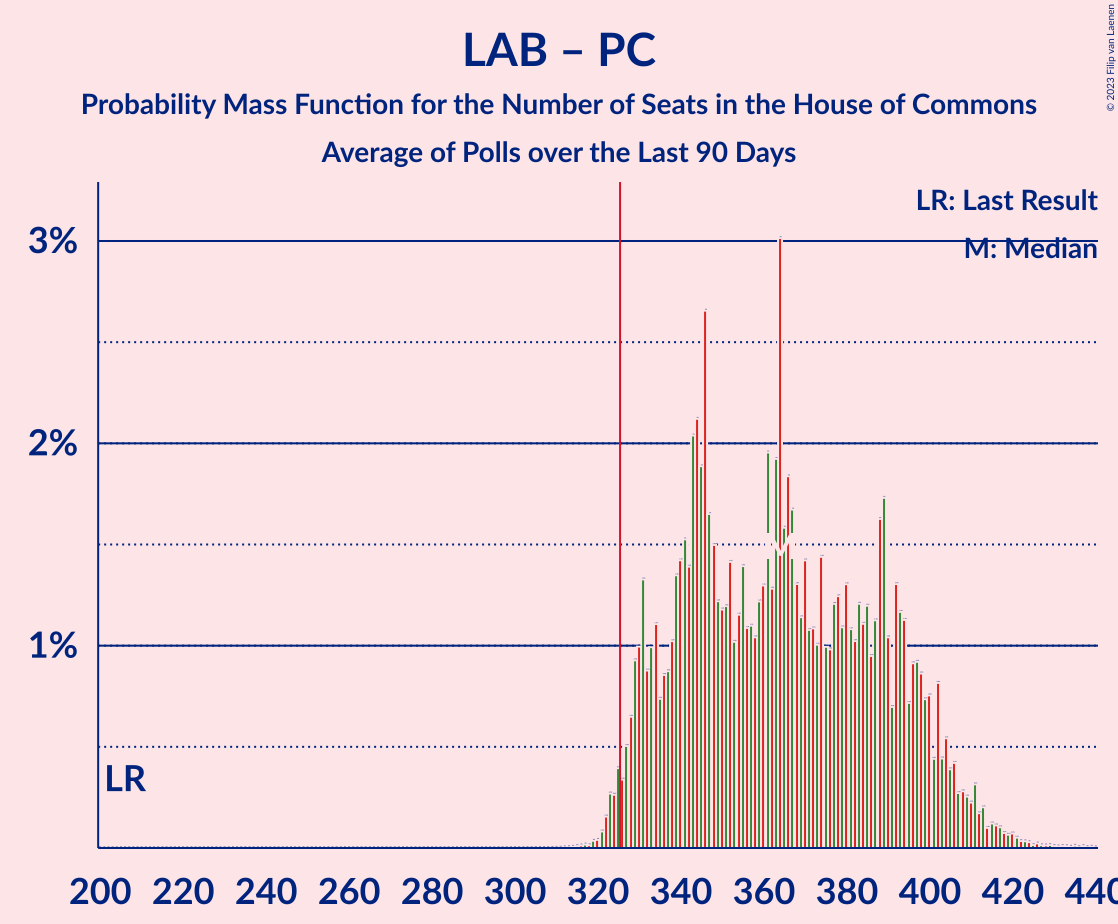 LAB – PC
Probability Mass Function for the Number of Seats in the House of Commons
Average of Polls over the Last 90 Days
© 2023 Filip van Laenen
LR: Last Result
M: Median
3%
2%
1%
LR
200 220 240 260 280 300 320 340 360 380 400 420 440